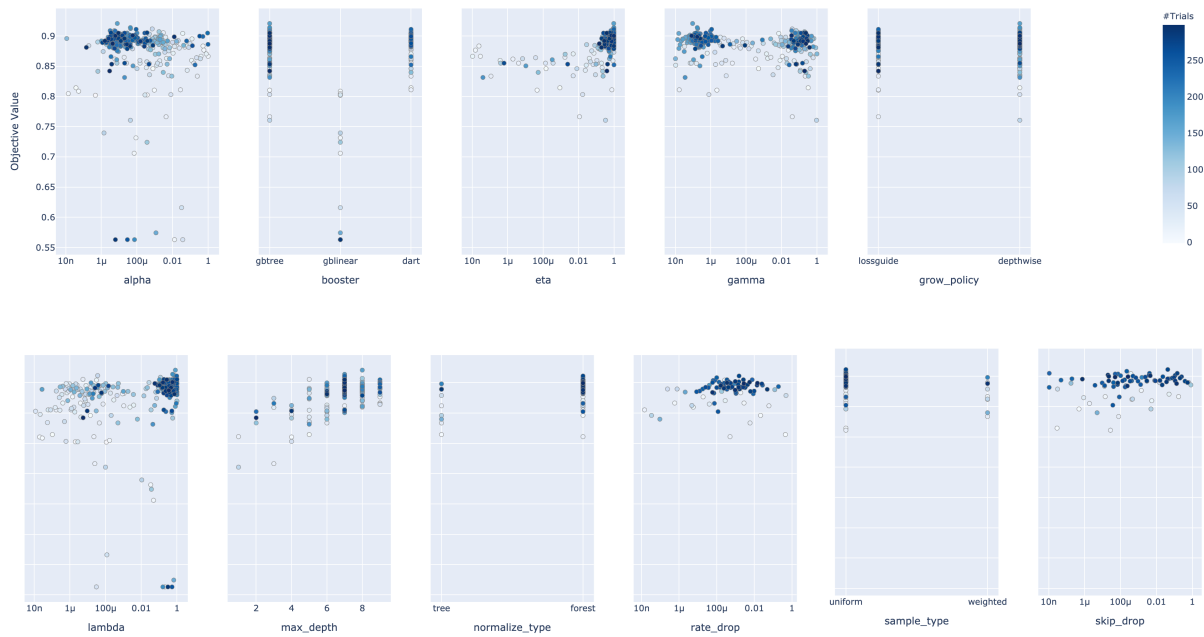 #Trials
Objective Value
0.9
0.85
0.8
0.75
0.7
0.65
0.6
0.55
250
200
150
100
50
0
10n 1μ 100μ 0.01 1
gbtree gblinear dart
10n 1μ 100μ 0.01 1
10n 1μ 100μ 0.01 1
lossguide depthwise
alpha booster eta gamma grow_policy
10n 1μ 100μ 0.01 1
2 4 6 8
tree forest
10n 1μ 100μ 0.01 1
uniform weighted
10n 1μ 100μ 0.01 1
lambda max_depth normalize_type rate_drop sample_type skip_drop